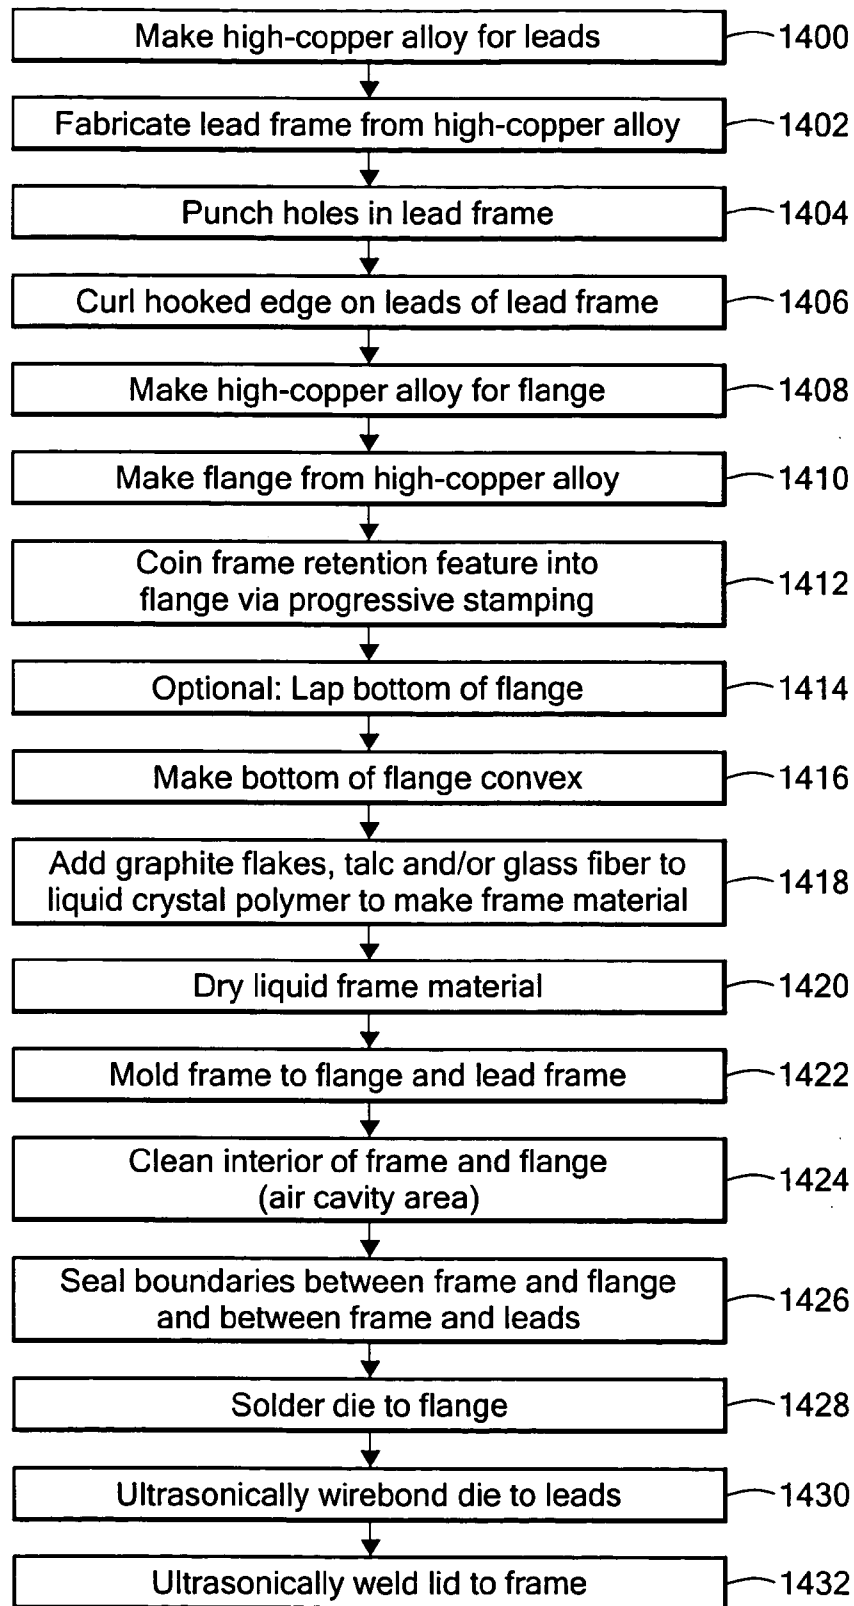 Make high-copper alloy for leads 1400
Fabricate lead frame from high-copper alloy 1402
Punch holes in lead frame 1404
Curl hooked edge on leads of lead frame 1406
Make high-copper alloy for flange 1408
Make flange from high-copper alloy 1410
Coin frame retention feature into
flange via progressive stamping 1412
Optional: Lap bottom of flange 1414
Make bottom of flange convex 1416
Add graphite flakes, talc and/or glass fiber to
liquid crystal polymer to make frame material 1418
Dry liquid frame material 1420
Mold frame to flange and lead frame 1422
Clean interior of frame and flange
(air cavity area) 1424
Seal boundaries between frame and flange
and between frame and leads 1426
Solder die to flange 1428
Ultrasonically wirebond die to leads 1430
Ultrasonically weld lid to frame 1432